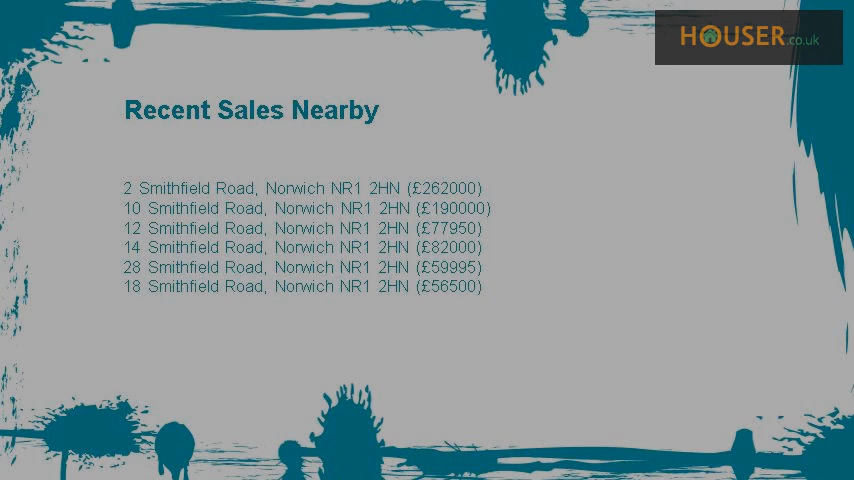 HOUSER.co.uk
Recent Sales Nearby
2 Smithfield Road, Norwich NR1 2HN (£262000)
10 Smithfield Road, Norwich NR1 2HN (£190000)
12 Smithfield Road, Norwich NR1 2HN (£77950)
14 Smithfield Road, Norwich NR1 2HN (£82000)
28 Smithfield Road, Norwich NR1 2HN (£59995)
18 Smithfield Road, Norwich NR1 2HN (£56500)